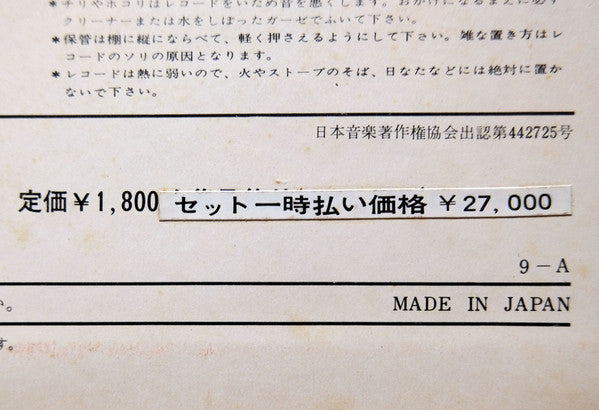 *チリやホコリはレコードをいため音を悪くします。おかけになるまえに必ず
クリーナーまたは水をしぼったガーゼでふいて下さい。
*保管は棚に縦にならべて、軽く押さえるようにして下さい。雑な置き方はレ
コードのソリの原因となります。
*レコードは熱に弱いので、火やストーブのそば、日なたなどには絶対に置か
ないで下さい。
日本音楽著作権協会出認第442725号
定価¥1,800 セット一時払い価格 ¥27,000
9-A
い。 MADE IN JAPAN
す。